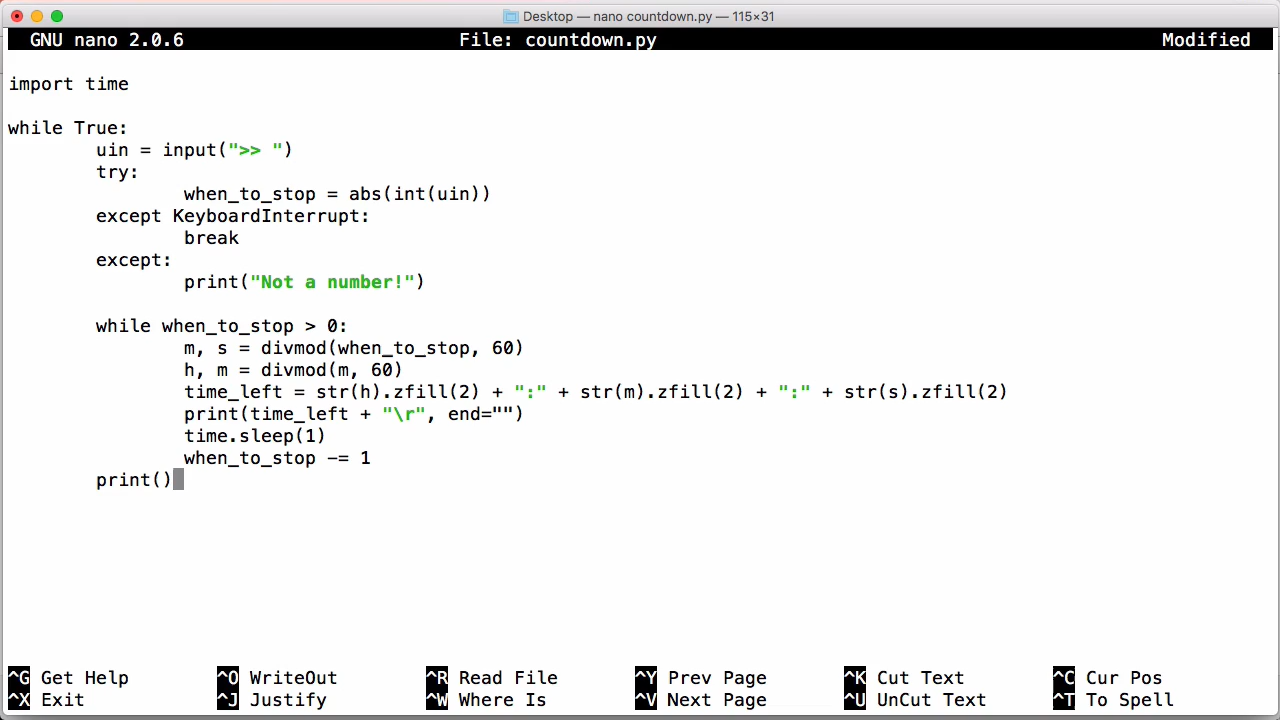 Desktop — nano countdown.py — 115×31
GNU nano 2.0.6 File: countdown.py Modified
import time
while True:
uin = input(">> ")
try:
when_to_stop = abs(int(uin))
except KeyboardInterrupt:
break
except:
print("Not a number!")
while when_to_stop > 0:
m, s = divmod(when_to_stop, 60)
h, m = divmod(m, 60)
time_left = str(h).zfill(2) + ":" + str(m).zfill(2) + ":" + str(s).zfill(2)
print(time_left + "\r", end="")
time.sleep(1)
when_to_stop -= 1
print()
^G Get Help ^O WriteOut ^R Read File ^Y Prev Page ^K Cut Text ^C Cur Pos
^X Exit ^J Justify ^W Where Is ^V Next Page ^U UnCut Text ^T To Spell